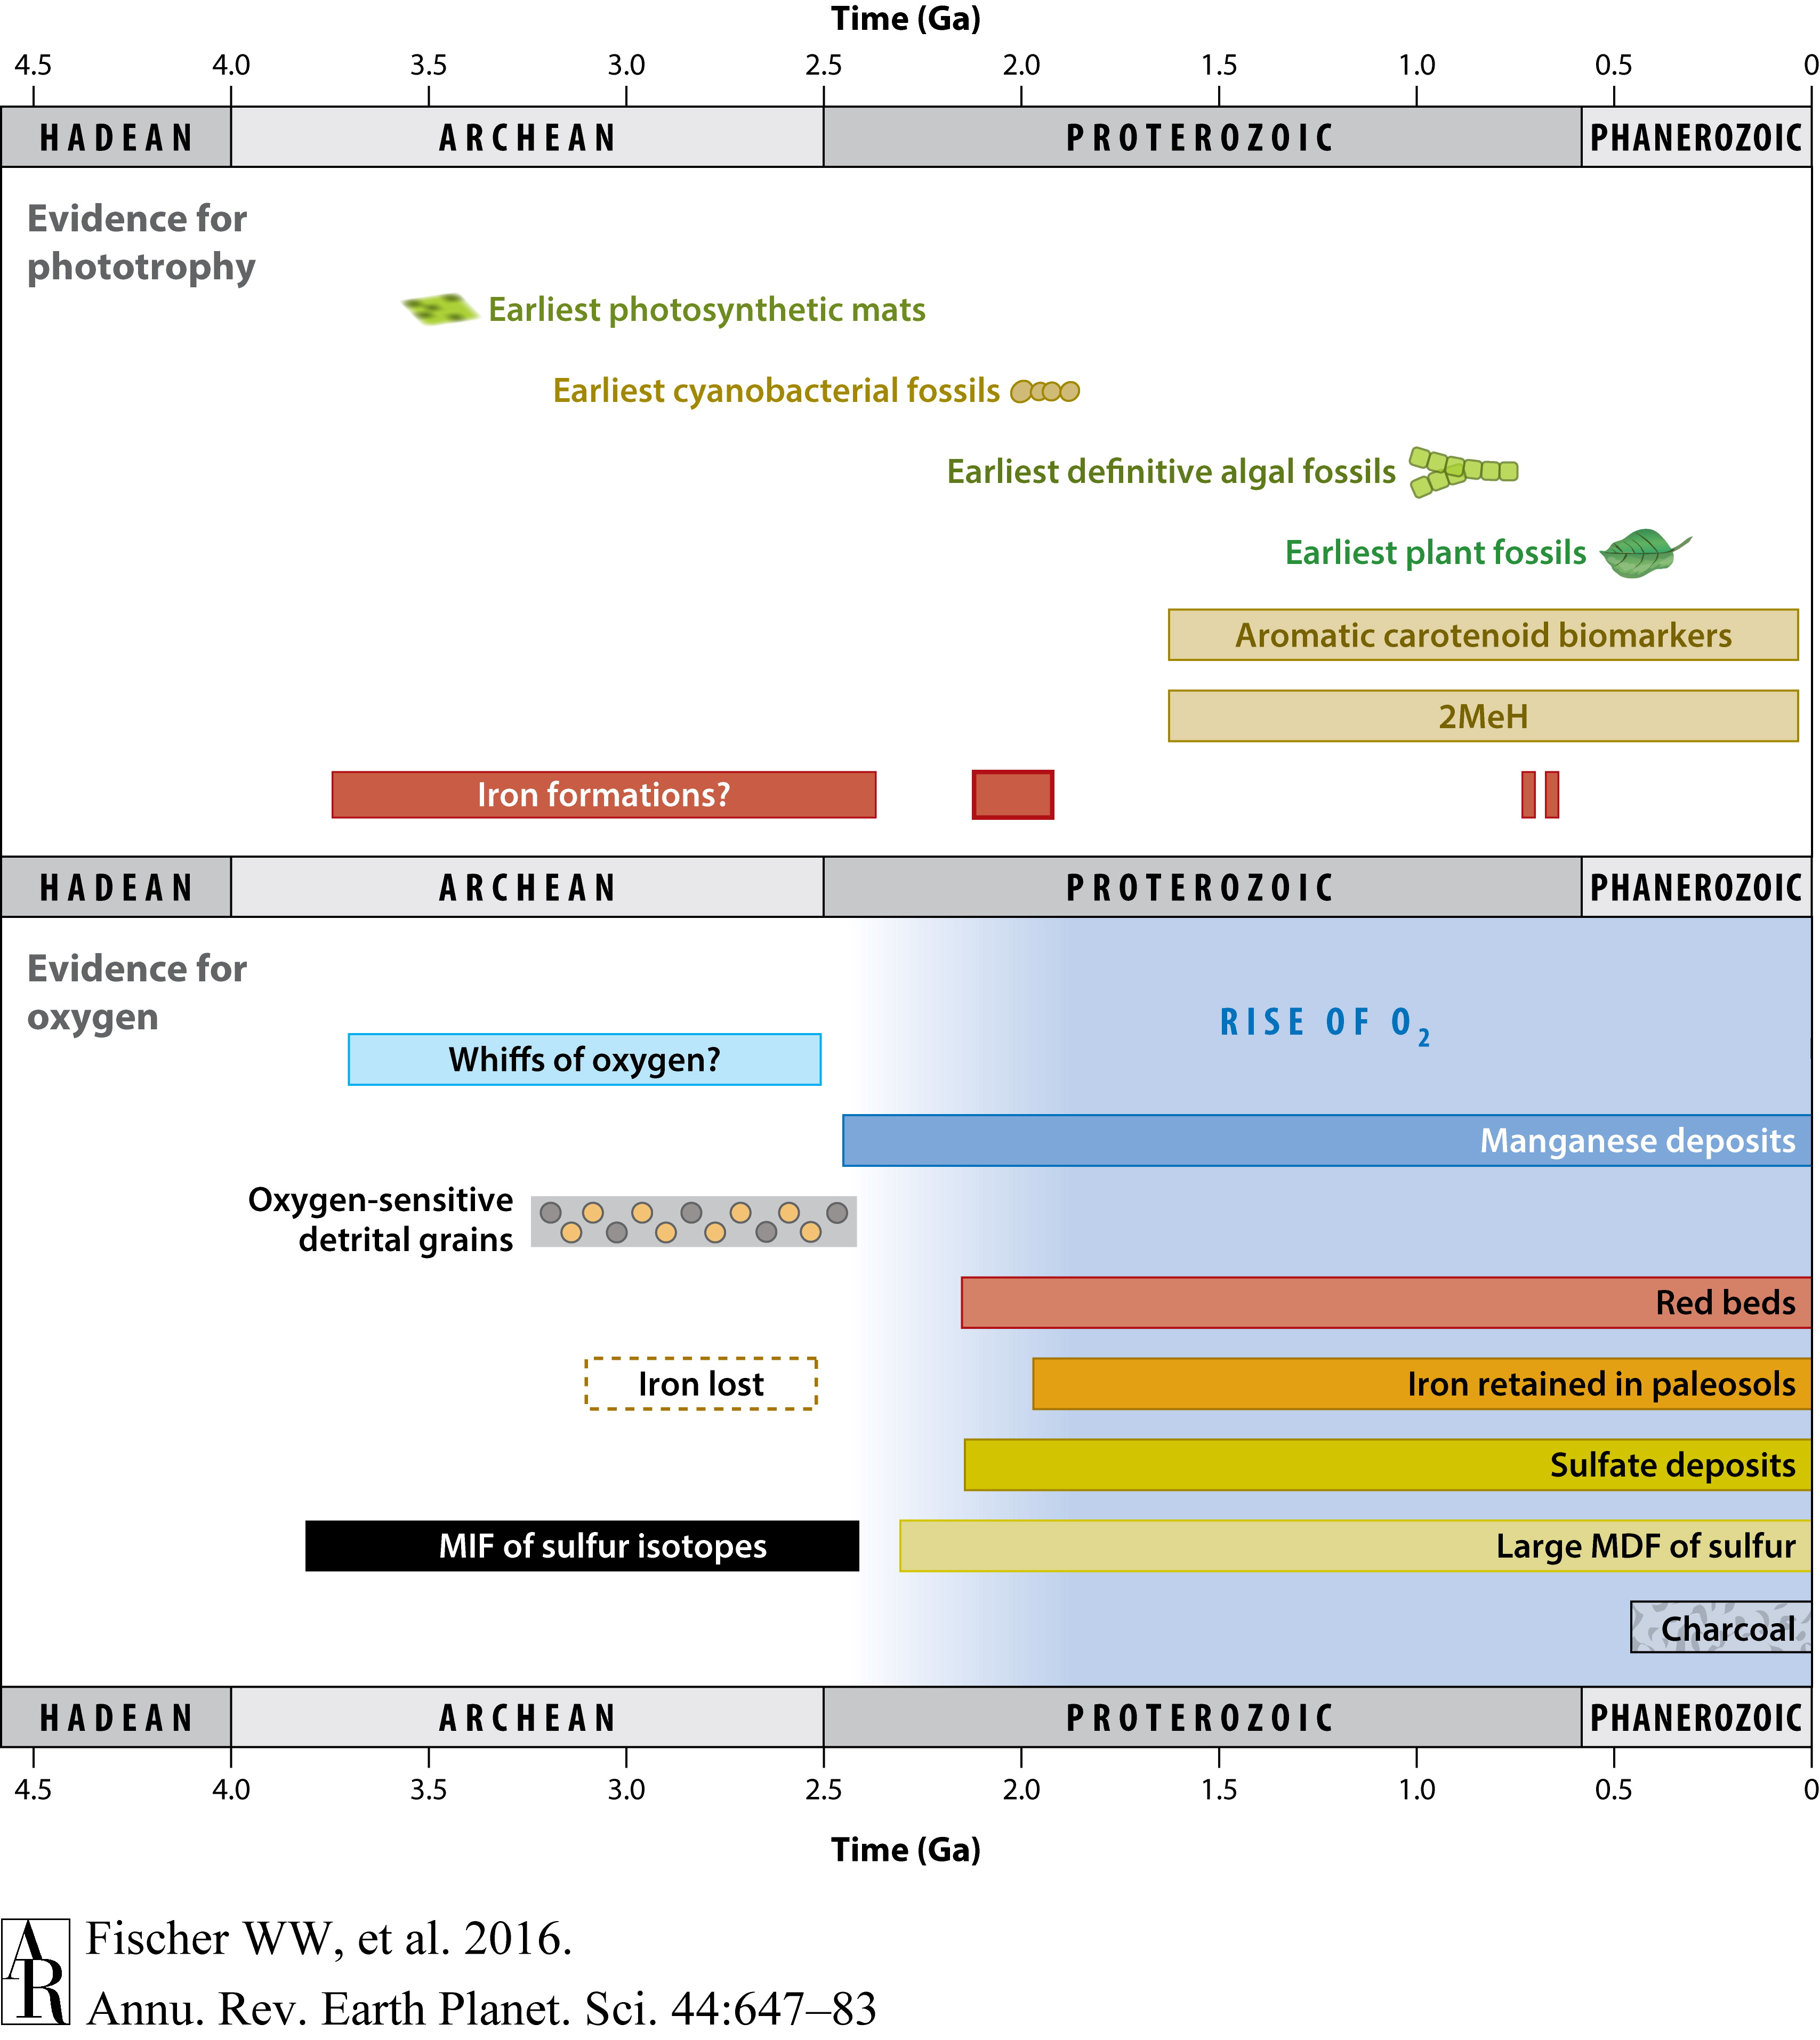 Time (Ga)
4.5 4.0 3.5 3.0 2.5 2.0 1.5 1.0 0.5 0
HADEAN ARCHEAN PROTEROZOIC PHANEROZOIC
Evidence for
phototrophy
Earliest photosynthetic mats
Earliest cyanobacterial fossils
Earliest definitive algal fossils
Earliest plant fossils
Aromatic carotenoid biomarkers
2MeH
Iron formations?
HADEAN ARCHEAN PROTEROZOIC PHANEROZOIC
Evidence for
oxygen
RISE OF O₂
Whiffs of oxygen?
Manganese deposits
Oxygen-sensitive
detrital grains
Red beds
Iron lost
Iron retained in paleosols
Sulfate deposits
MIF of sulfur isotopes
Large MDF of sulfur
Charcoal
HADEAN ARCHEAN PROTEROZOIC PHANEROZOIC
4.5 4.0 3.5 3.0 2.5 2.0 1.5 1.0 0.5 0
Time (Ga)
AR
Fischer WW, et al. 2016.
Annu. Rev. Earth Planet. Sci. 44:647–83